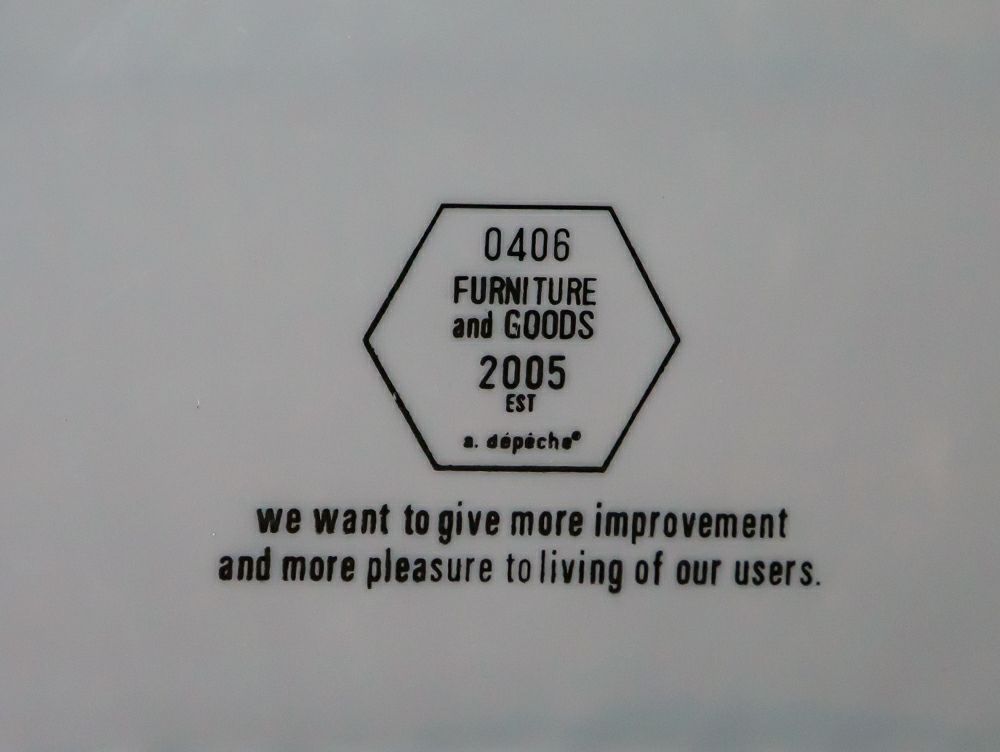 0406
FURNITURE
and GOODS
2005
EST
a. dépêche®
we want to give more improvement
and more pleasure to living of our users.